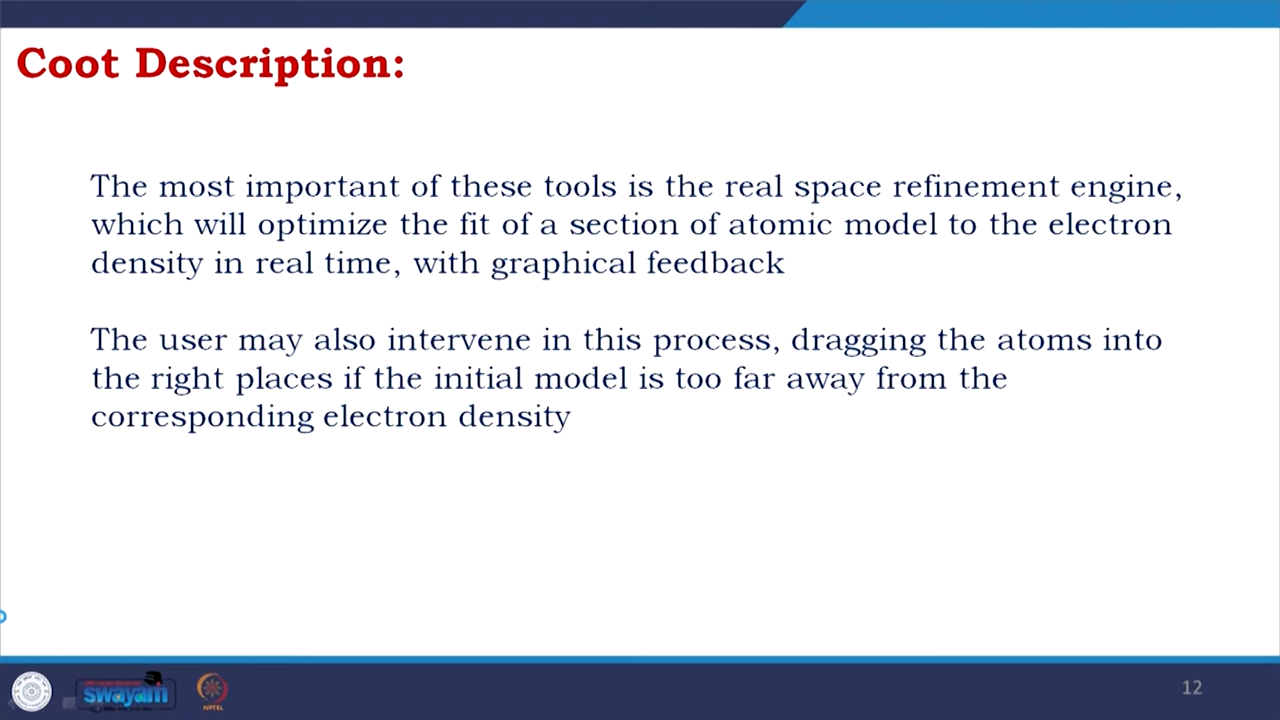 Coot Description:
The most important of these tools is the real space refinement engine,
which will optimize the fit of a section of atomic model to the electron
density in real time, with graphical feedback
The user may also intervene in this process, dragging the atoms into
the right places if the initial model is too far away from the
corresponding electron density
swayam
NPTEL
12